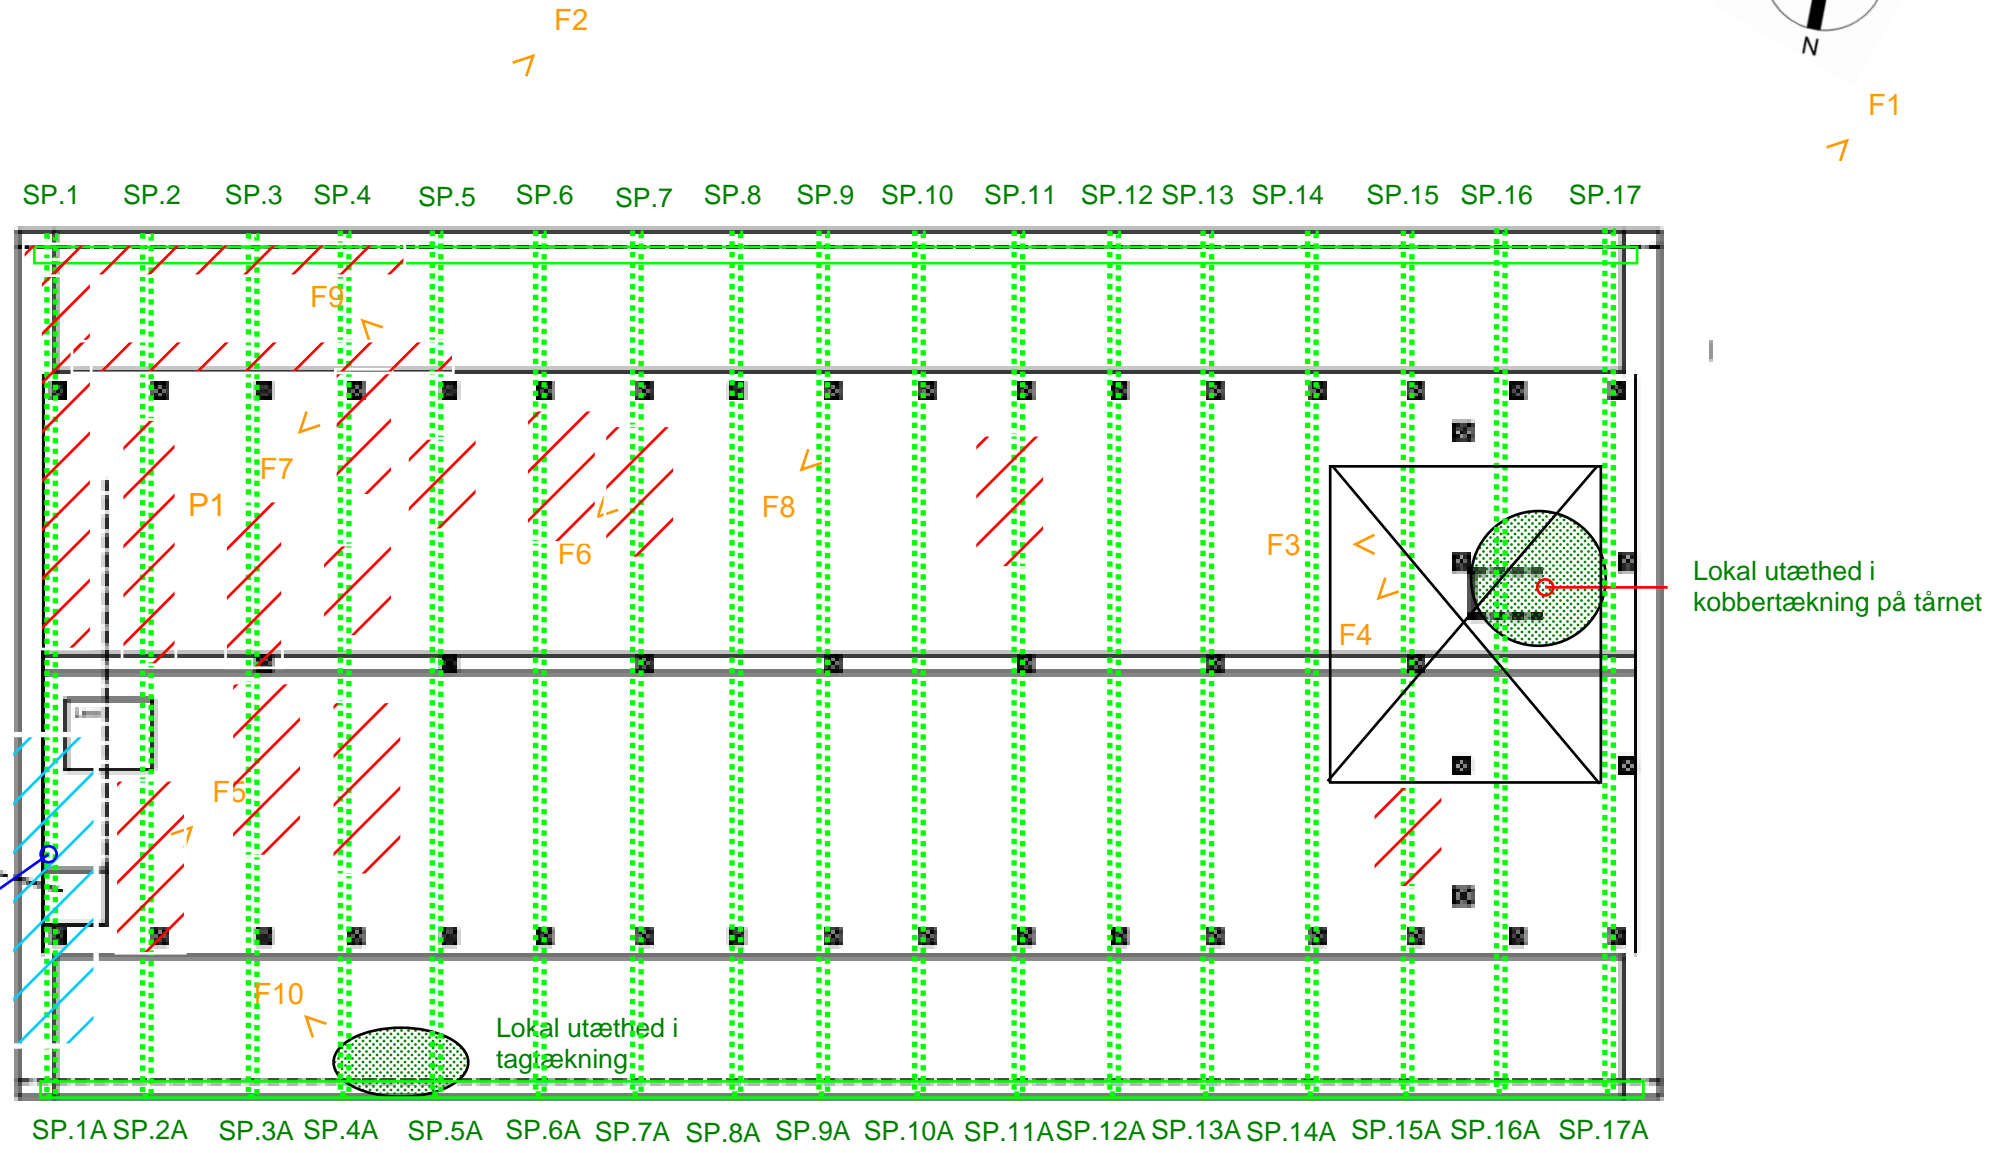 F2
N
F1
SP.1 SP.2 SP.3 SP.4 SP.5 SP.6 SP.7 SP.8 SP.9 SP.10 SP.11 SP.12 SP.13 SP.14 SP.15 SP.16 SP.17
F9
F7
P1
F8
F6
F3
F4
Lokal utæthed i
kobbertækning på tårnet
F5
F10
Lokal utæthed i
tagtækning
SP.1A SP.2A SP.3A SP.4A SP.5A SP.6A SP.7A SP.8A SP.9A SP.10A SP.11A SP.12A SP.13A SP.14A SP.15A SP.16A SP.17A